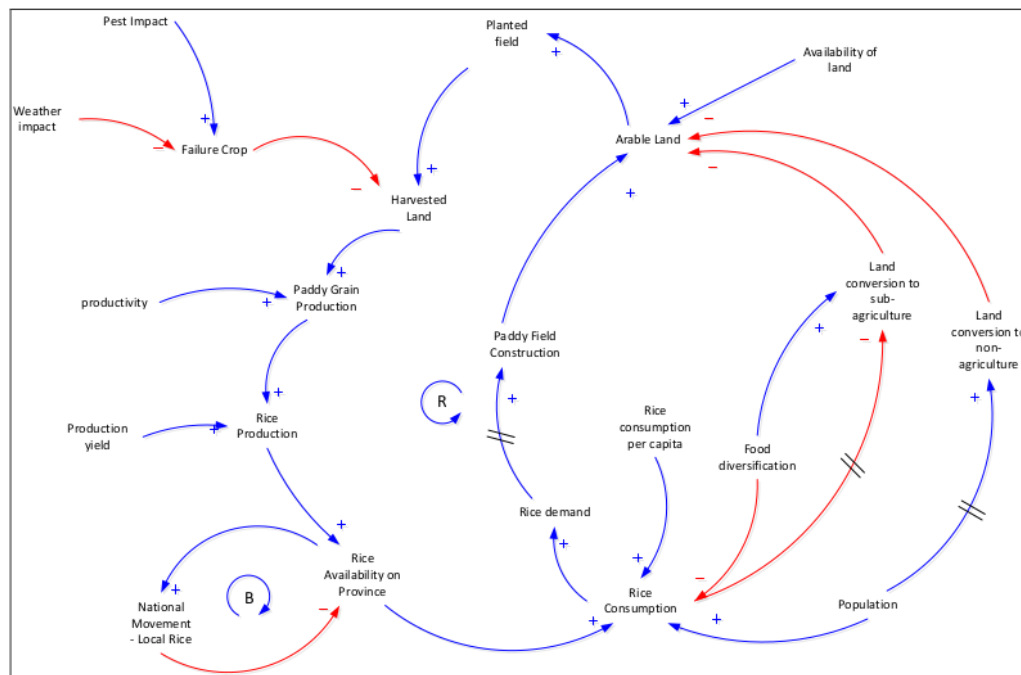 Pest Impact
Planted
field
Availability of
land
Weather
impact
+
+
+
–
–
Failure Crop
Arable Land
–
–
+
+
Harvested
Land
+
Paddy Grain
Production
productivity
+
Land
conversion to sub-
agriculture
+
–
Land
conversion to
non-
agriculture
Paddy Field
Construction
+
+
+
R
Rice
Production
Production
yield
+
Rice
consumption
per capita
Food
diversification
Rice demand
+
+
+
Rice
Availability on
Province
+
–
Rice
Consumption
+
+
Population
National
Movement
- Local Rice
B
–